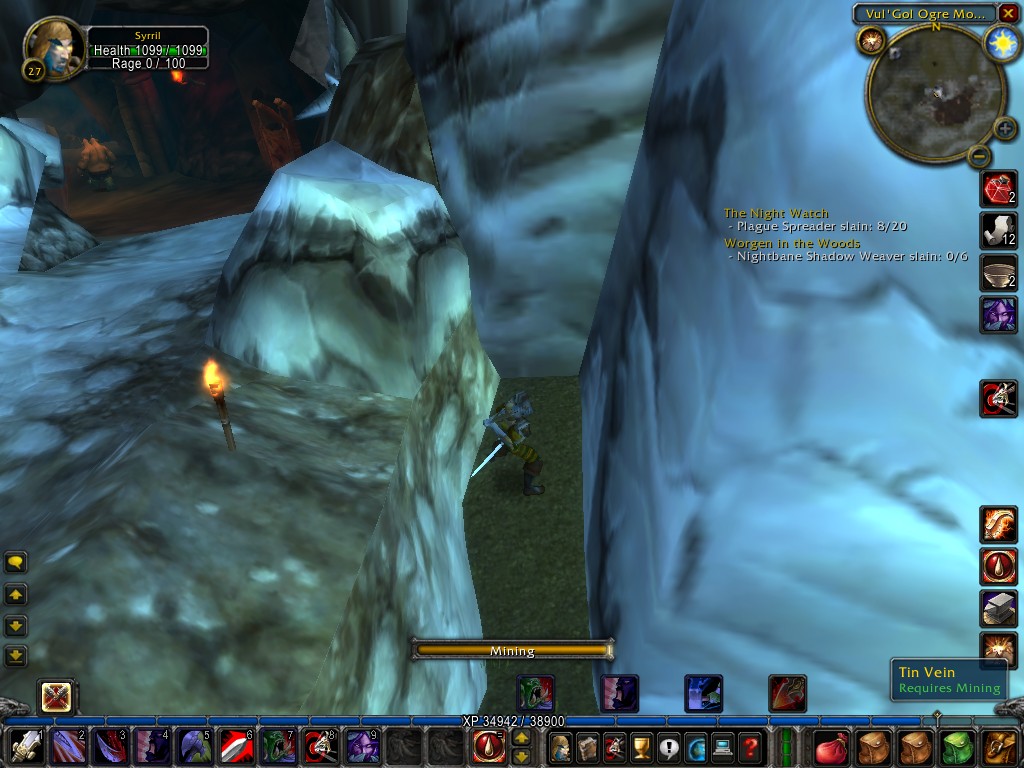 Syrril
Health 1099 / 1099
Rage 0 / 100
27
Vul'Gol Ogre Mo...
N
2
The Night Watch
- Plague Spreader slain: 8/20
12
Worgen in the Woods
- Nightbane Shadow Weaver slain: 0/6
2
Mining
Tin Vein
Requires Mining
XP 34942 / 38900
2 3 4 5 6 7 8 9 =